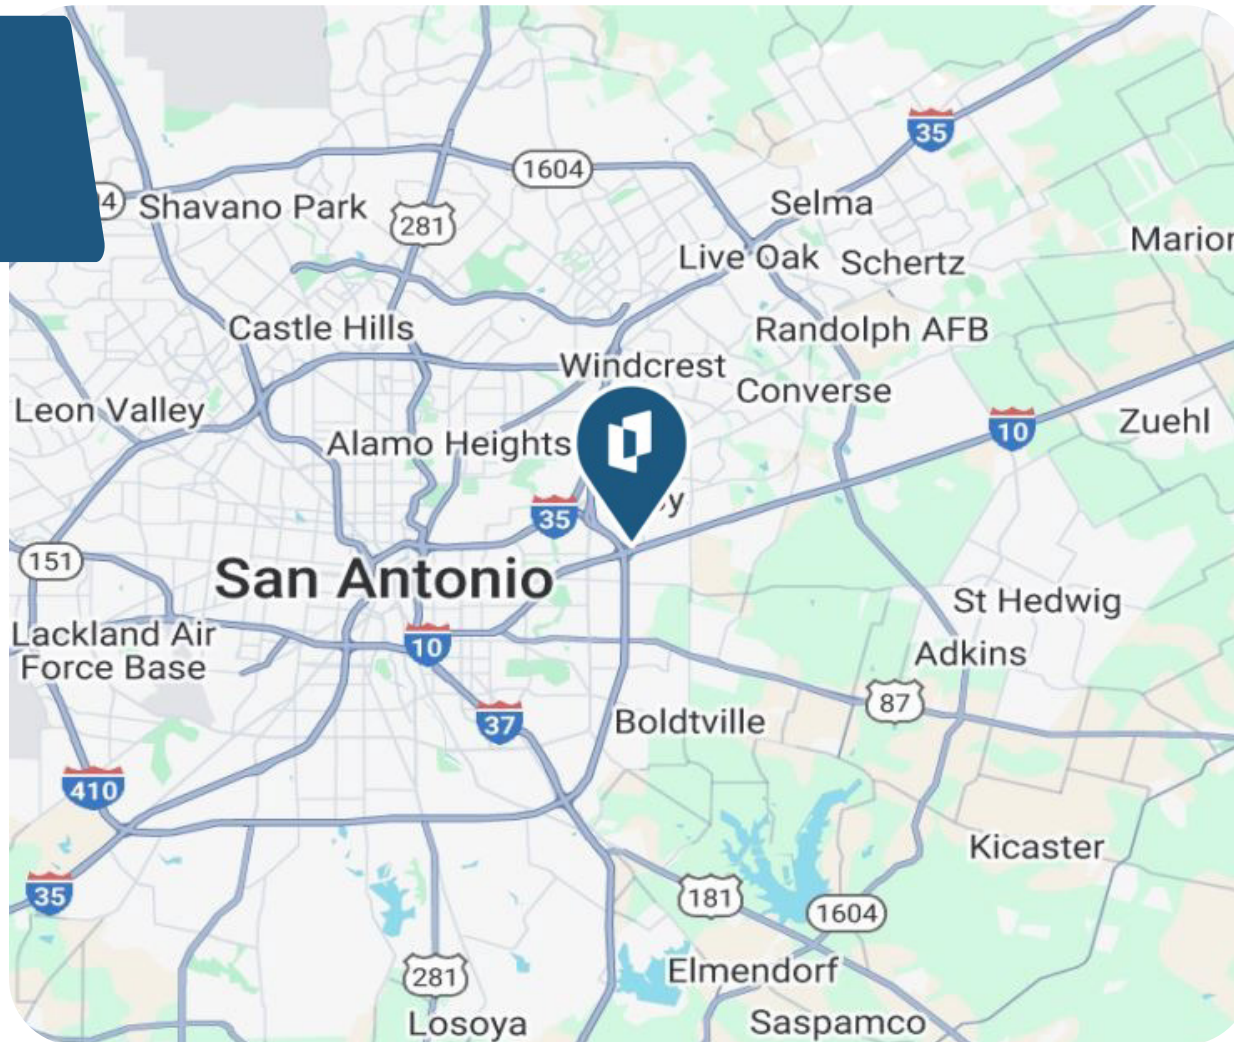 35
1604
4
Shavano Park
281
Selma
Marion
Live Oak
Schertz
Castle Hills
Randolph AFB
Windcrest
Converse
Leon Valley
10
Zuehl
Alamo Heights
35
y
151
San Antonio
St Hedwig
Lackland Air
Force Base
10
Adkins
87
37
Boldtville
410
Kicaster
35
181
1604
281
Elmendorf
Losoya
Saspamco